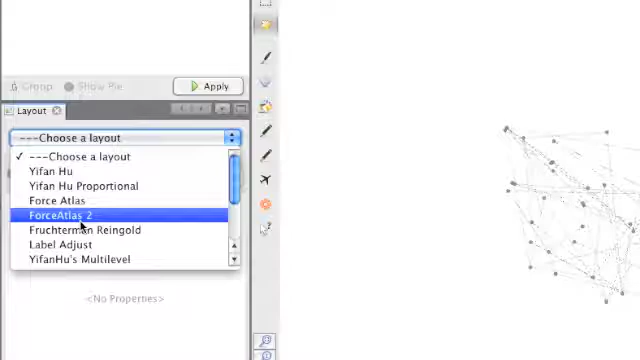 Group Show Pie Apply
Layout
---Choose a layout
---Choose a layout
Yifan Hu
Yifan Hu Proportional
Force Atlas
ForceAtlas 2
Fruchterman Reingold
Label Adjust
YifanHu's Multilevel
<No Properties>